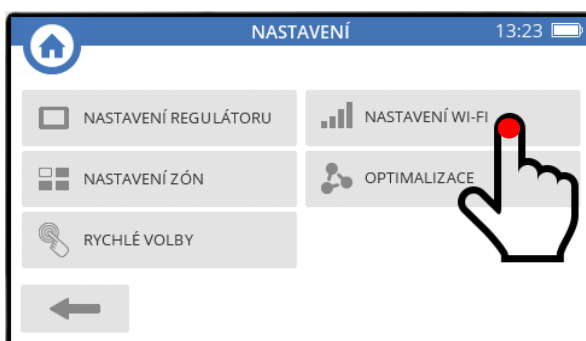 NASTAVENÍ 13:23
NASTAVENÍ REGULÁTORU
NASTAVENÍ WI-FI
NASTAVENÍ ZÓN
OPTIMALIZACE
RYCHLÉ VOLBY